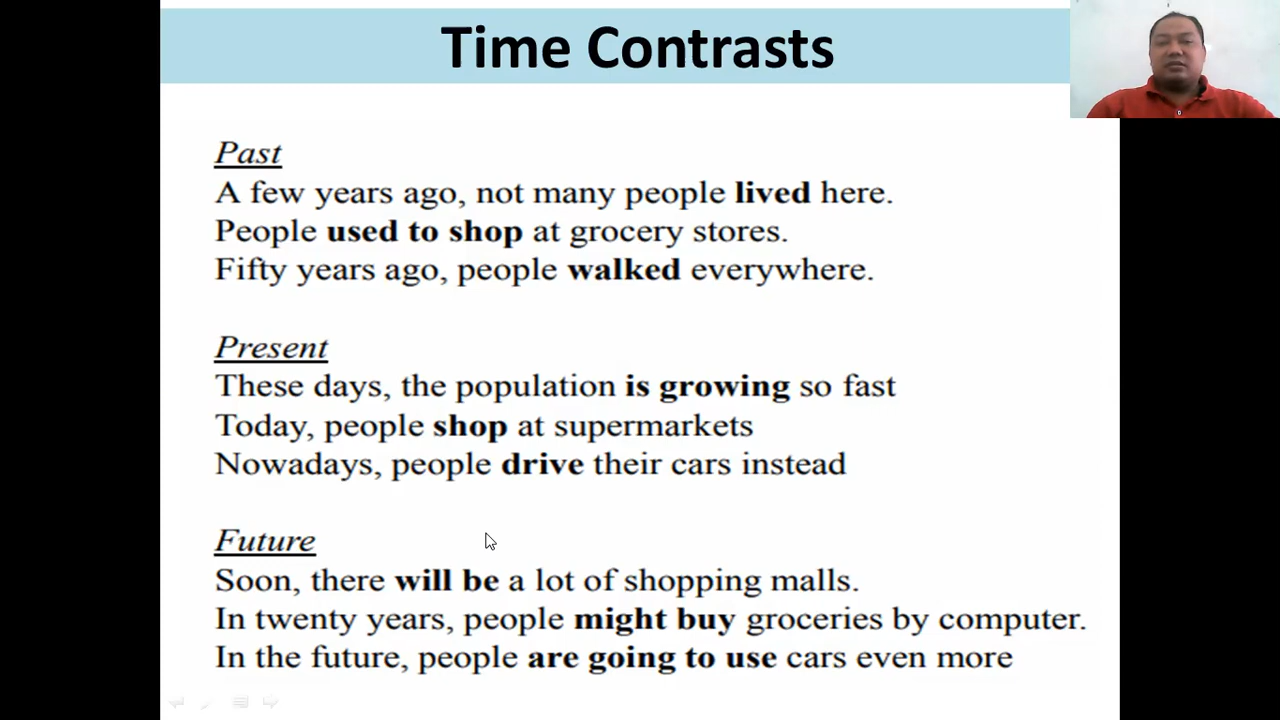 Time Contrasts
Past
A few years ago, not many people lived here.
People used to shop at grocery stores.
Fifty years ago, people walked everywhere.
Present
These days, the population is growing so fast
Today, people shop at supermarkets
Nowadays, people drive their cars instead
Future
Soon, there will be a lot of shopping malls.
In twenty years, people might buy groceries by computer.
In the future, people are going to use cars even more